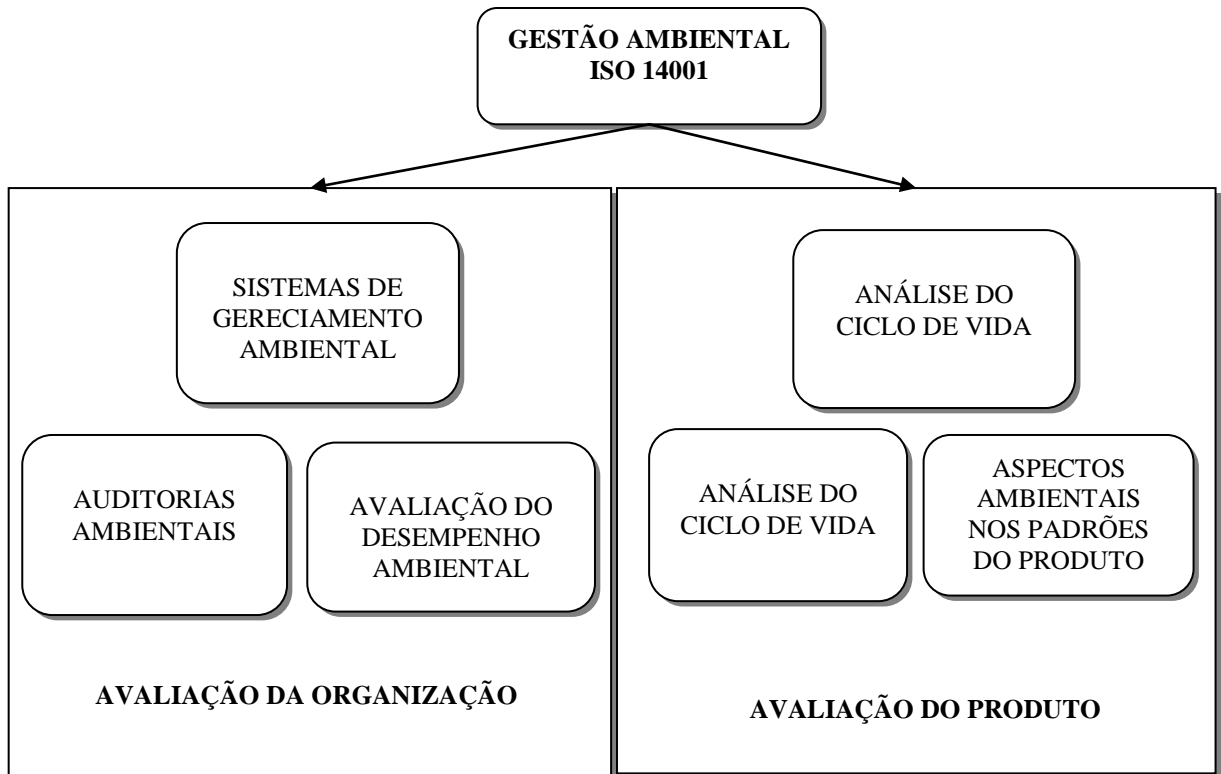 GESTÃO AMBIENTAL
ISO 14001
SISTEMAS DE
GERECIAMENTO
AMBIENTAL
AUDITORIAS
AMBIENTAIS
AVALIAÇÃO DO
DESEMPENHO
AMBIENTAL
AVALIAÇÃO DA ORGANIZAÇÃO
ANÁLISE DO
CICLO DE VIDA
ANÁLISE DO
CICLO DE VIDA
ASPECTOS
AMBIENTAIS
NOS PADRÕES
DO PRODUTO
AVALIAÇÃO DO PRODUTO